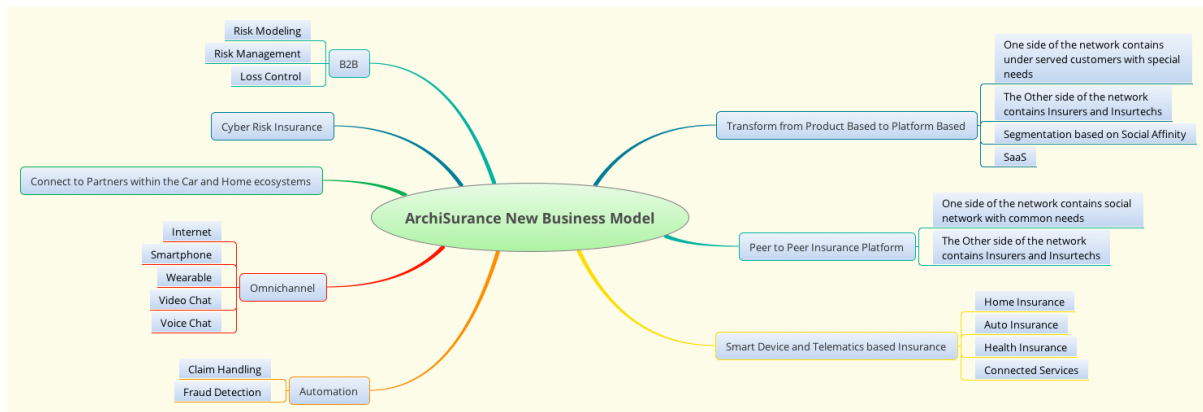 ArchiSurance New Business Model
B2B
Risk Modeling
Risk Management
Loss Control
Cyber Risk Insurance
Connect to Partners within the Car and Home ecosystems
Omnichannel
Internet
Smartphone
Wearable
Video Chat
Voice Chat
Automation
Claim Handling
Fraud Detection
Transform from Product Based to Platform Based
One side of the network contains
under served customers with special
needs
The Other side of the network
contains Insurers and Insurtechs
Segmentation based on Social Affinity
SaaS
Peer to Peer Insurance Platform
One side of the network contains social
network with common needs
The Other side of the network
contains Insurers and Insurtechs
Smart Device and Telematics based Insurance
Home Insurance
Auto Insurance
Health Insurance
Connected Services